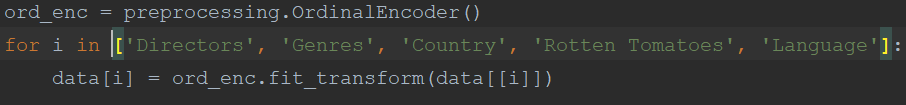 ord_enc = preprocessing.OrdinalEncoder()
for i in ['Directors', 'Genres', 'Country', 'Rotten Tomatoes', 'Language']:
    data[i] = ord_enc.fit_transform(data[[i]])